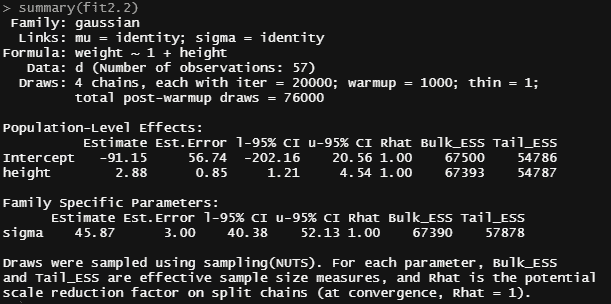 > summary(fit2.2)
 Family: gaussian
  Links: mu = identity; sigma = identity
Formula: weight ~ 1 + height
   Data: d (Number of observations: 57)
  Draws: 4 chains, each with iter = 20000; warmup = 1000; thin = 1;
         total post-warmup draws = 76000

Population-Level Effects:
          Estimate Est.Error l-95% CI u-95% CI Rhat Bulk_ESS Tail_ESS
Intercept   -91.15     56.74  -202.16    20.56 1.00    67500    54786
height        2.88      0.85     1.21     4.54 1.00    67393    54787

Family Specific Parameters:
      Estimate Est.Error l-95% CI u-95% CI Rhat Bulk_ESS Tail_ESS
sigma    45.87      3.00    40.38    52.13 1.00    67390    57878

Draws were sampled using sampling(NUTS). For each parameter, Bulk_ESS
and Tail_ESS are effective sample size measures, and Rhat is the potential
scale reduction factor on split chains (at convergence, Rhat = 1).